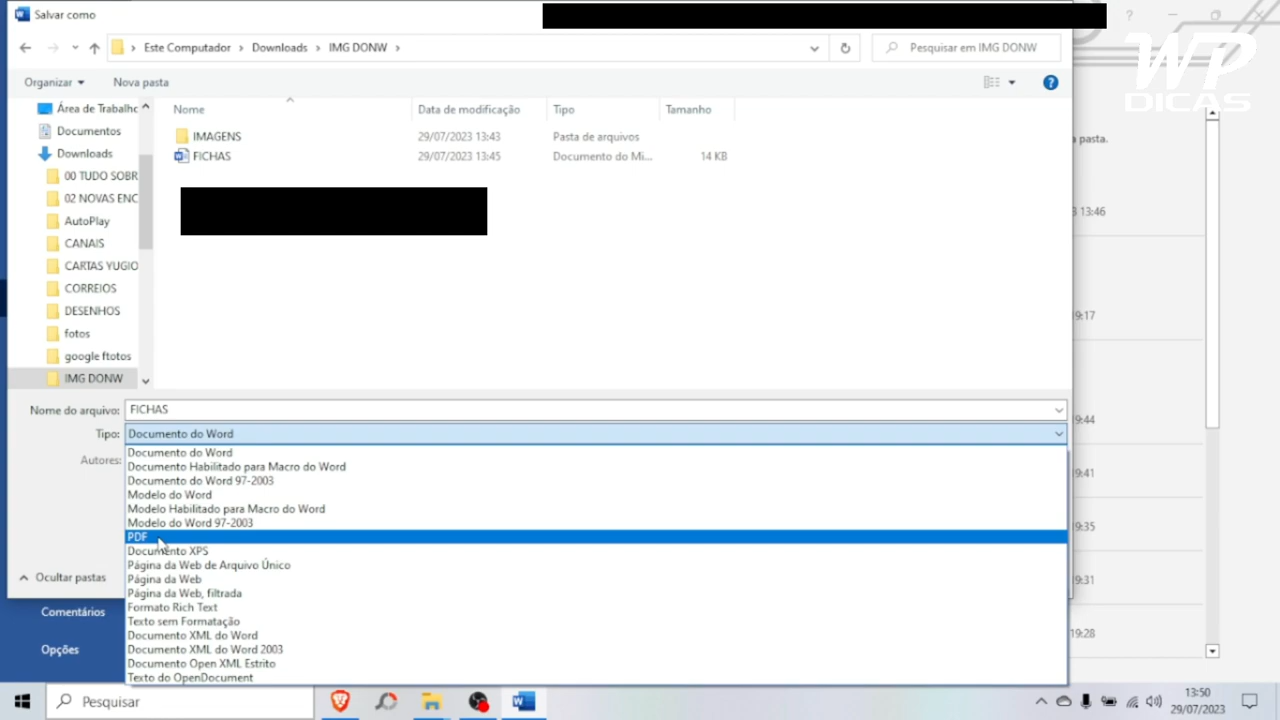 Salvar como
WP
DICAS
Este Computador > Downloads > IMG DONW >
Pesquisar em IMG DONW
Organizar
Nova pasta
Nome
Data de modificação
Tipo
Tamanho
IMAGENS
29/07/2023 13:43
Pasta de arquivos
FICHAS
29/07/2023 13:45
Documento do Mi...
14 KB
Área de Trabalho
Documentos
Downloads
00 TUDO SOBR
02 NOVAS ENC
AutoPlay
CANAIS
CARTAS YUGIO
CORREIOS
DESENHOS
fotos
google ftotos
IMG DONW
pasta.
13:46
19:17
19:44
19:41
19:35
19:31
19:28
Nome do arquivo: FICHAS
Tipo: Documento do Word
Autores:
Documento do Word
Documento Habilitado para Macro do Word
Documento do Word 97-2003
Modelo do Word
Modelo Habilitado para Macro do Word
Modelo do Word 97-2003
PDF
Documento XPS
Página da Web de Arquivo Único
Página da Web
Página da Web, filtrada
Formato Rich Text
Texto sem Formatação
Documento XML do Word
Documento XML do Word 2003
Documento Open XML Estrito
Texto do OpenDocument
Ocultar pastas
Comentários
Opções
Pesquisar
13:50
29/07/2023